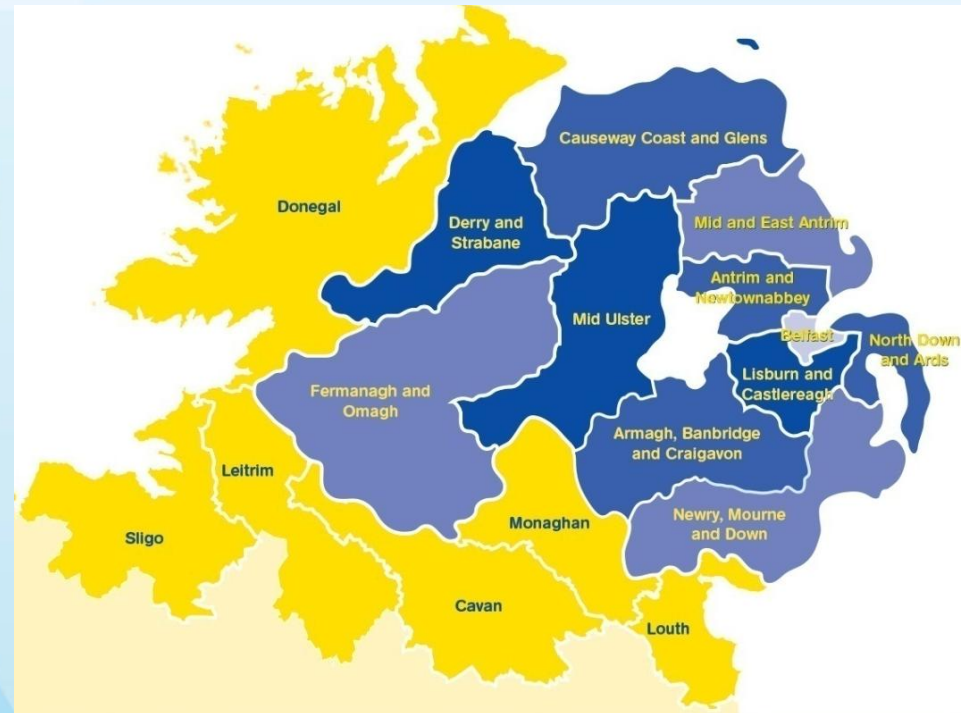 Causeway Coast and Glens
Donegal
Derry and
Strabane
Mid and East Antrim
Antrim and
Newtownabbey
Mid Ulster
Belfast
North Down
and Ards
Lisburn and
Castlereagh
Fermanagh and
Omagh
Armagh, Banbridge
and Craigavon
Leitrim
Newry, Mourne
and Down
Monaghan
Sligo
Cavan
Louth